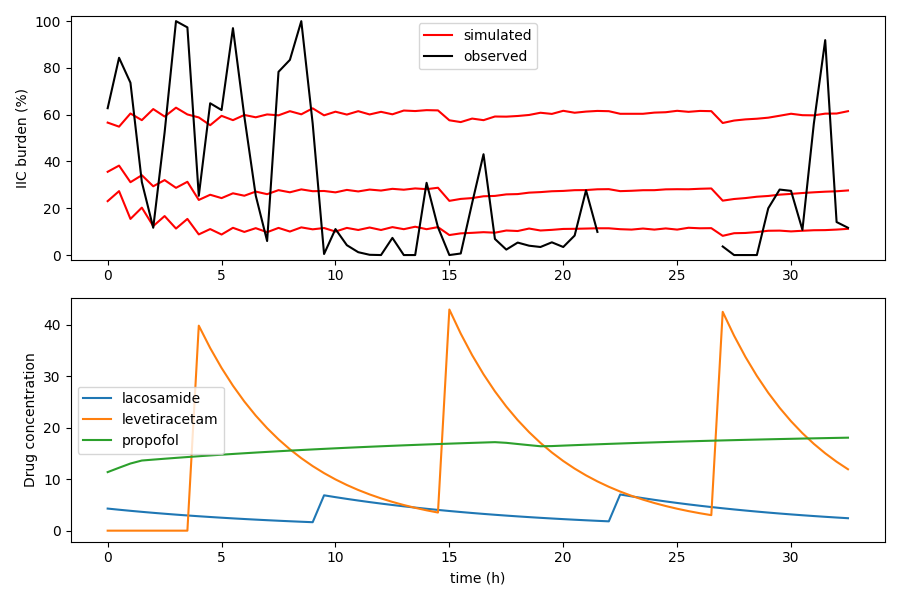 100
80
60
40
20
0
IIC burden (%)
simulated
observed
0 5 10 15 20 25 30
40
30
20
10
0
Drug concentration
lacosamide
levetiracetam
propofol
0 5 10 15 20 25 30
time (h)